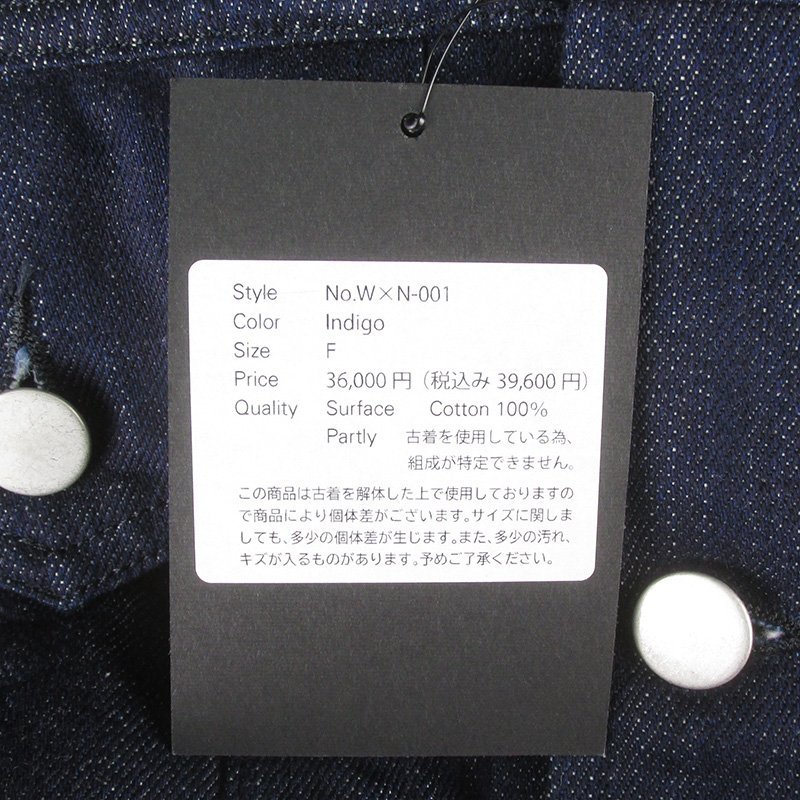 Style No.W×N-001
Color Indigo
Size F
Price 36,000円（税込み 39,600円）
Quality Surface Cotton 100%
Partly 古着を使用している為、
組成が特定できません。
この商品は古着を解体した上で使用しておりますの
で商品により個体差がございます。サイズに関しま
しても、多少の個体差が生じます。また、多少の汚れ、
キズが入るものがあります。予めご了承ください。